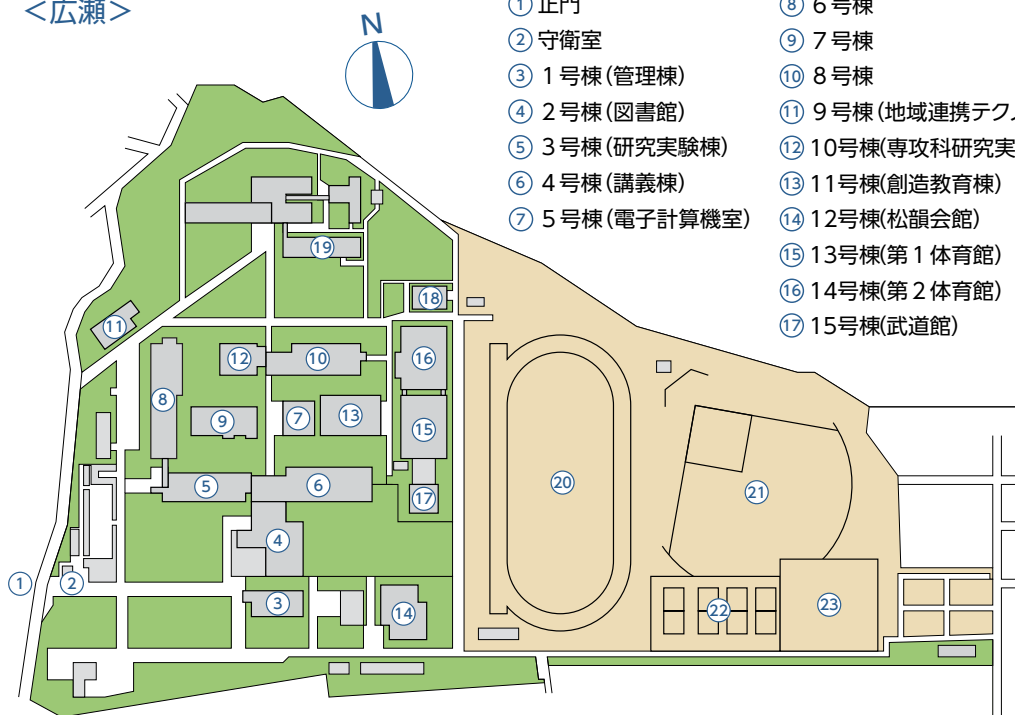 <広瀬>
N
① 正門
② 守衛室
③ 1号棟(管理棟)
④ 2号棟(図書館)
⑤ 3号棟(研究実験棟)
⑥ 4号棟(講義棟)
⑦ 5号棟(電子計算機室)
⑧ 6号棟
⑨ 7号棟
⑩ 8号棟
⑪ 9号棟(地域連携テクノ
⑫ 10号棟(専攻科研究実
⑬ 11号棟(創造教育棟)
⑭ 12号棟(松韻会館)
⑮ 13号棟(第1体育館)
⑯ 14号棟(第2体育館)
⑰ 15号棟(武道館)
⑲
⑱
⑪
⑫
⑩
⑯
⑧
⑨
⑦
⑬
⑮
⑤
⑥
⑰
⑳
㉑
④
①
②
③
⑭
㉒
㉓